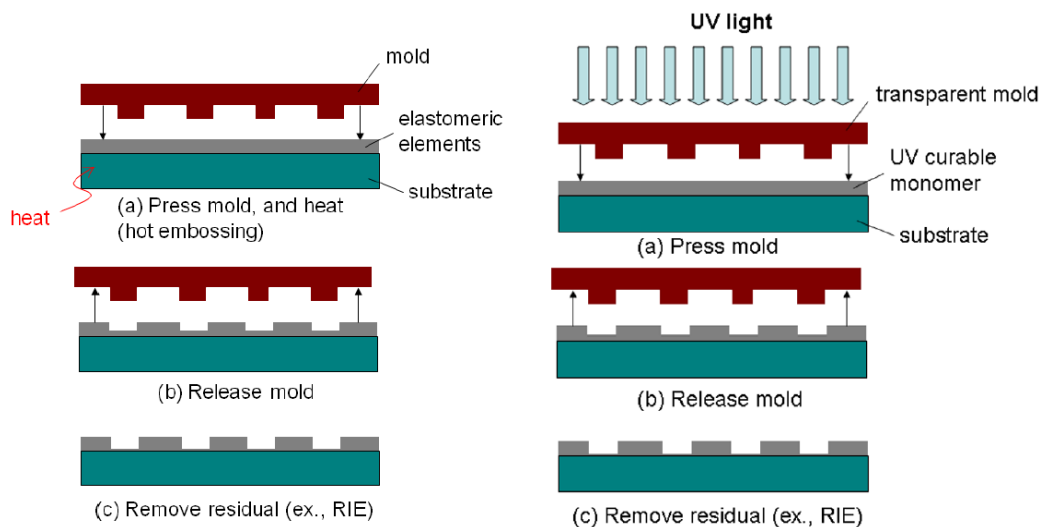 mold
elastomeric
elements
substrate
heat
(a) Press mold, and heat
(hot embossing)
(b) Release mold
(c) Remove residual (ex., RIE)
UV light
transparent mold
UV curable
monomer
substrate
(a) Press mold
(b) Release mold
(c) Remove residual (ex., RIE)